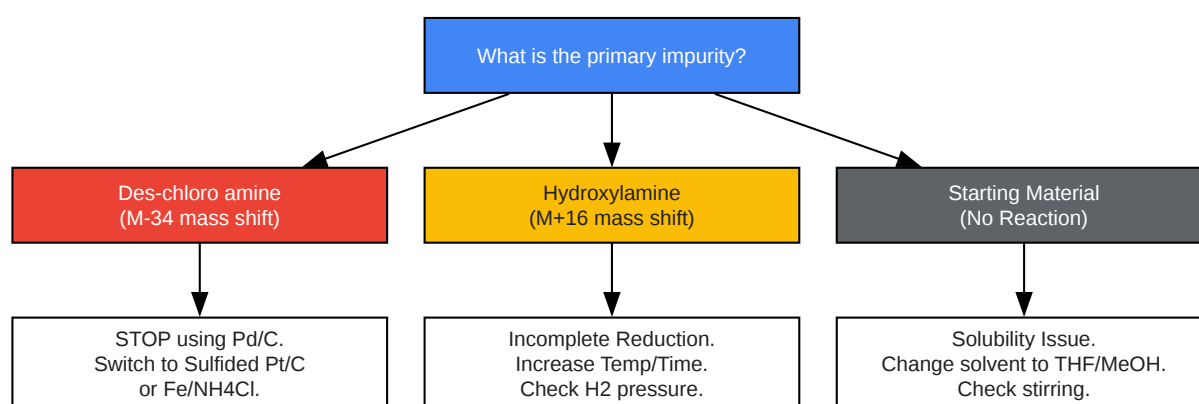 What is the primary impurity?
Des-chloro amine
(M-34 mass shift)
Hydroxylamine
(M+16 mass shift)
Starting Material
(No Reaction)
STOP using Pd/C.
Switch to Sulfided Pt/C
or Fe/NH4Cl.
Incomplete Reduction.
Increase Temp/Time.
Check H2 pressure.
Solubility Issue.
Change solvent to THF/MeOH.
Check stirring.